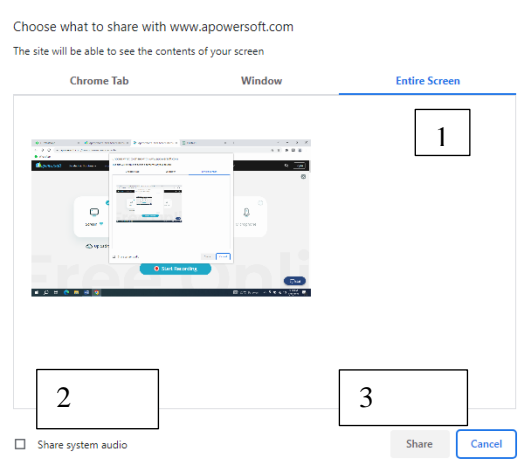 Choose what to share with www.apowersoft.com
The site will be able to see the contents of your screen
Chrome Tab Window Entire Screen
1
Start Recording
2 3
Share system audio Share Cancel